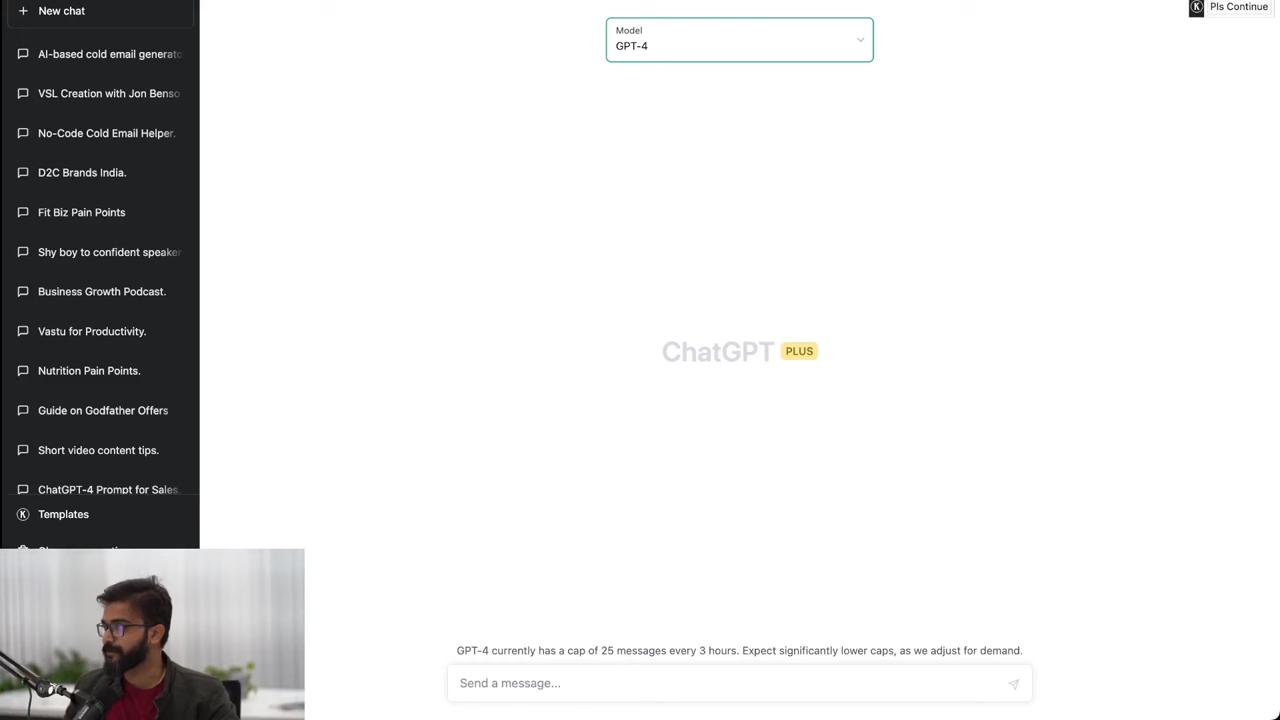 New chat
AI-based cold email generato
VSL Creation with Jon Benso
No-Code Cold Email Helper.
D2C Brands India.
Fit Biz Pain Points
Shy boy to confident speaker
Business Growth Podcast.
Vastu for Productivity.
Nutrition Pain Points.
Guide on Godfather Offers
Short video content tips.
ChatGPT-4 Prompt for Sales.
K Templates
Model
GPT-4
K Pls Continue
ChatGPT PLUS
GPT-4 currently has a cap of 25 messages every 3 hours. Expect significantly lower caps, as we adjust for demand.
Send a message...